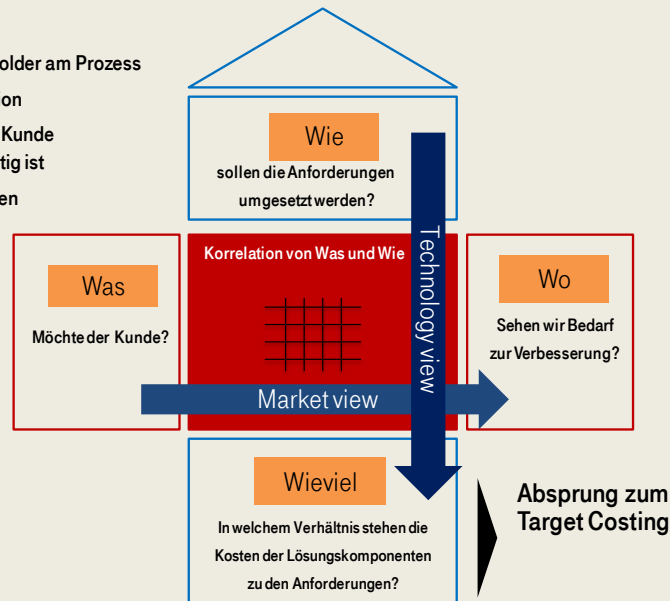 older am Prozess
ion
Kunde
tig ist
en
Wie
sollen die Anforderungen
umgesetzt werden?
Technology view
Was
Möchte der Kunde?
Korrelation von Was und Wie
Market view
Wo
Sehen wir Bedarf
zur Verbesserung?
Wieviel
In welchem Verhältnis stehen die
Kosten der Lösungskomponenten
zu den Anforderungen?
Absprung zum
Target Costing